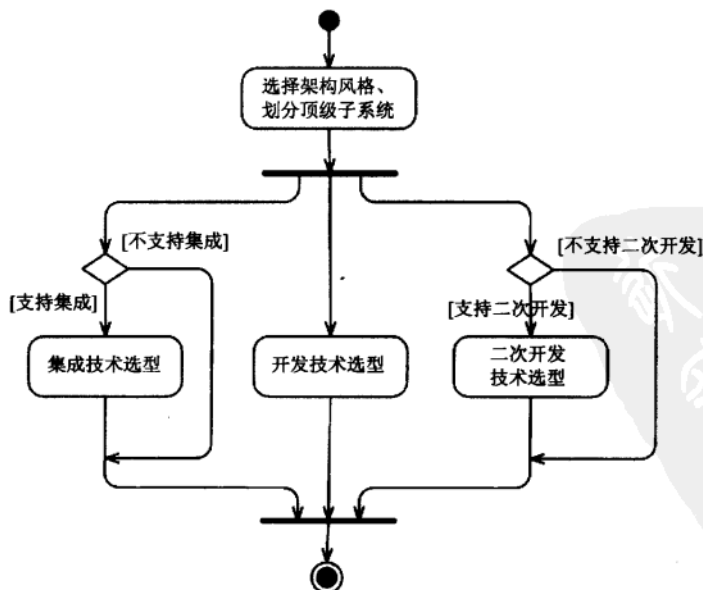 选择架构风格、
划分顶级子系统
[不支持集成]
[不支持二次开发]
[支持集成]
[支持二次开发]
集成技术选型
开发技术选型
二次开发
技术选型